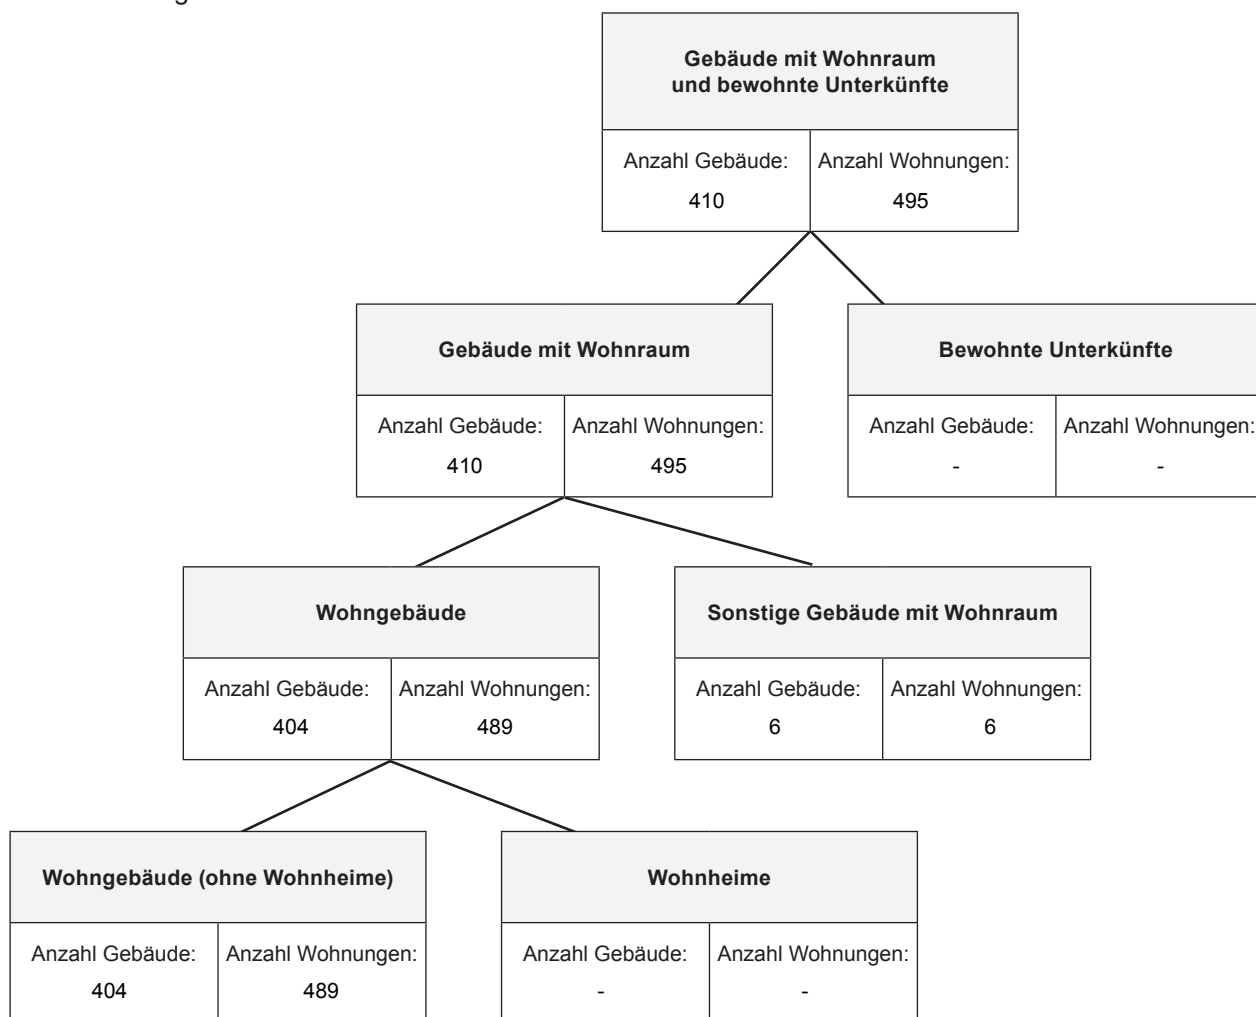 Gebäude mit Wohnraum
und bewohnte Unterkünfte
Anzahl Gebäude: Anzahl Wohnungen:
410 495
Gebäude mit Wohnraum
Anzahl Gebäude: Anzahl Wohnungen:
410 495
Bewohnte Unterkünfte
Anzahl Gebäude: Anzahl Wohnungen:
- -
Wohngebäude
Anzahl Gebäude: Anzahl Wohnungen:
404 489
Sonstige Gebäude mit Wohnraum
Anzahl Gebäude: Anzahl Wohnungen:
6 6
Wohngebäude (ohne Wohnheime)
Anzahl Gebäude: Anzahl Wohnungen:
404 489
Wohnheime
Anzahl Gebäude: Anzahl Wohnungen:
- -